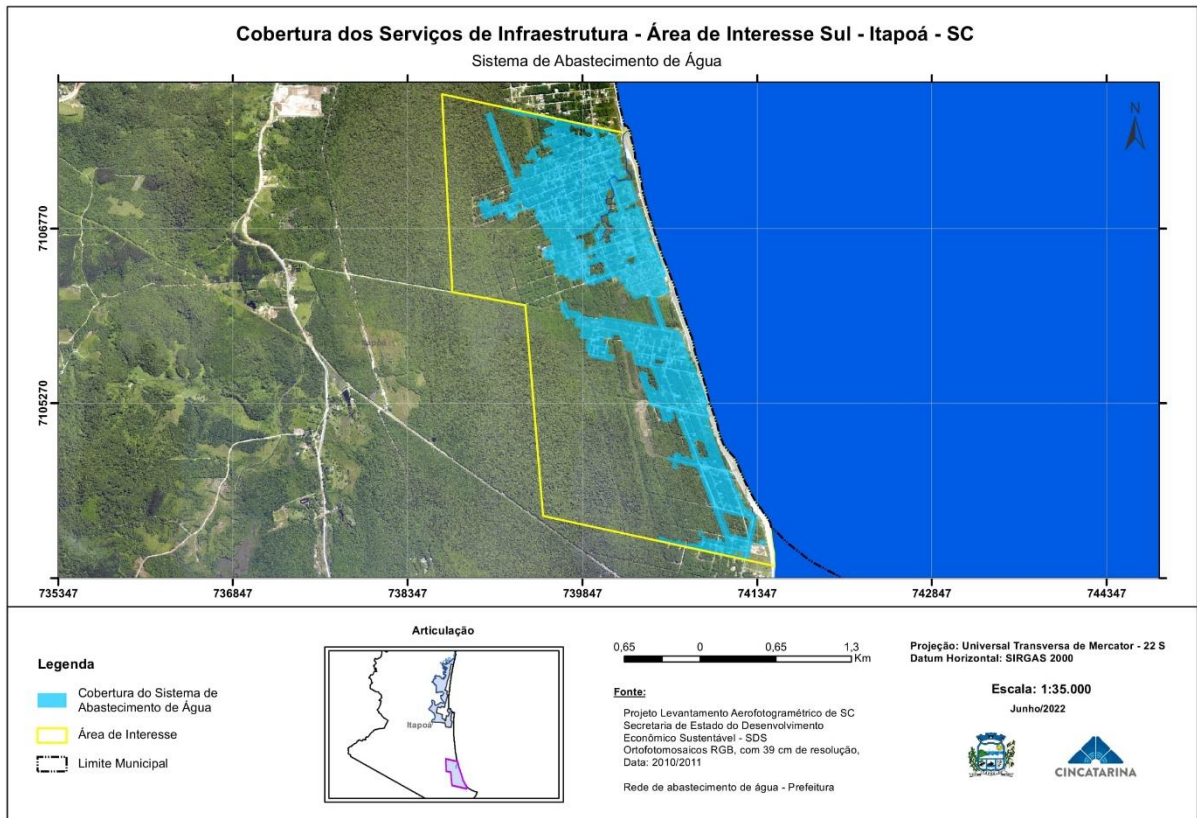 Cobertura dos Serviços de Infraestrutura - Área de Interesse Sul - Itapoá - SC
Sistema de Abastecimento de Água
N
7106770
7106770
7105270
7105270
735347
736847
738347
739847
741347
742847
744347
Legenda
Cobertura do Sistema de
Abastecimento de Água
Área de Interesse
Limite Municipal
Articulação
Itapoá
0,65
0
0,65
1,3
Km
Fonte:
Projeto Levantamento Aerofotogramétrico de SC
Secretaria de Estado do Desenvolvimento
Econômico Sustentável - SDS
Ortofotomosaicos RGB, com 39 cm de resolução,
Data: 2010/2011
Rede de abastecimento de água - Prefeitura
Projeção: Universal Transversa de Mercator - 22 S
Datum Horizontal: SIRGAS 2000
Escala: 1:35.000
Junho/2022
CINCATARINA